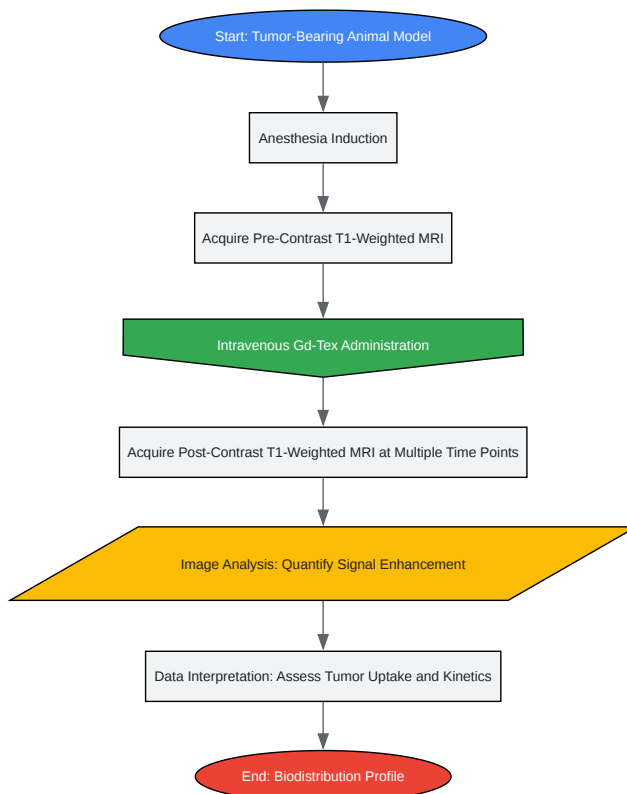 Start: Tumor-Bearing Animal Model
Anesthesia Induction
Acquire Pre-Contrast T1-Weighted MRI
Intravenous Gd-Tex Administration
Acquire Post-Contrast T1-Weighted MRI at Multiple Time Points
Image Analysis: Quantify Signal Enhancement
Data Interpretation: Assess Tumor Uptake and Kinetics
End: Biodistribution Profile